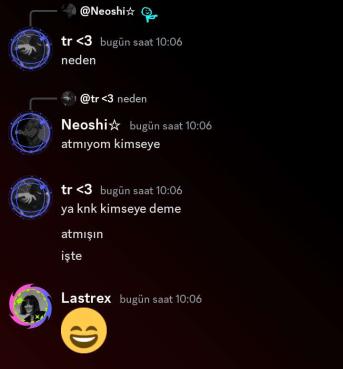 @Neoshi☆
tr <3 bugün saat 10:06
neden
@tr <3 neden
Neoshi☆ bugün saat 10:06
atmıyom kimseye
tr <3 bugün saat 10:06
ya knk kimseye deme
atmışın
işte
Lastrex bugün saat 10:06